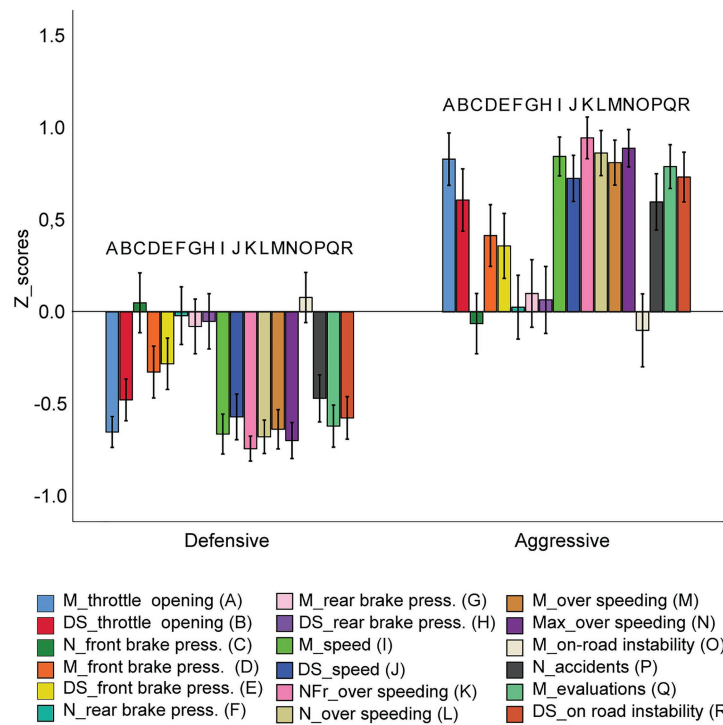 1.5
ABCDEFGHIJKLMNOPQR
1.0
0,5
ABCDEFGHIJKLMNOPQR
0.0
-0.5
-1.0
Z_scores
Defensive Aggressive
M_throttle opening (A)
DS_throttle opening (B)
N_front brake press. (C)
M_front brake press. (D)
DS_front brake press. (E)
N_rear brake press. (F)
M_rear brake press. (G)
DS_rear brake press. (H)
M_speed (I)
DS_speed (J)
NFr_over speeding (K)
N_over speeding (L)
M_over speeding (M)
Max_over speeding (N)
M_on-road instability (O)
N_accidents (P)
M_evaluations (Q)
DS_on road instability (R